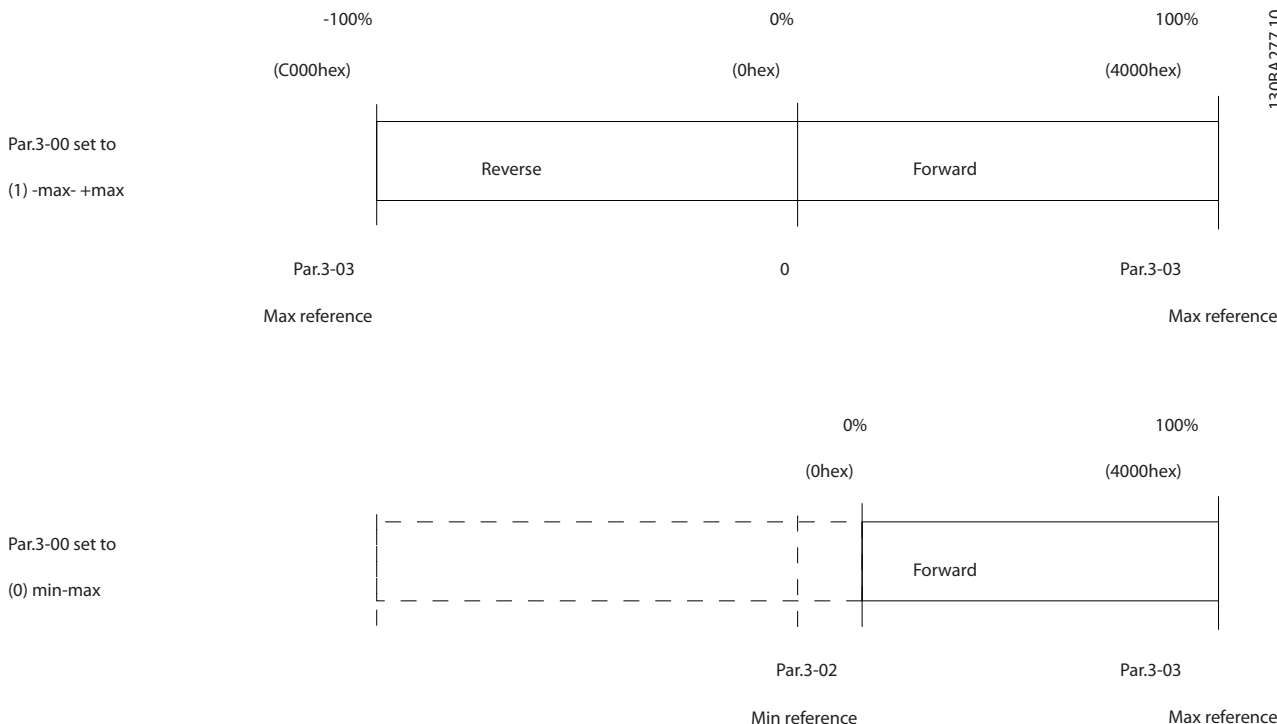 -100% 0% 100%
130BA277.10
(C000hex) (0hex) (4000hex)
Par.3-00 set to
(1) -max- +max
Reverse Forward
Par.3-03 0 Par.3-03
Max reference Max reference
0% 100%
(0hex) (4000hex)
Par.3-00 set to
(0) min-max
Forward
Par.3-02 Par.3-03
Min reference Max reference